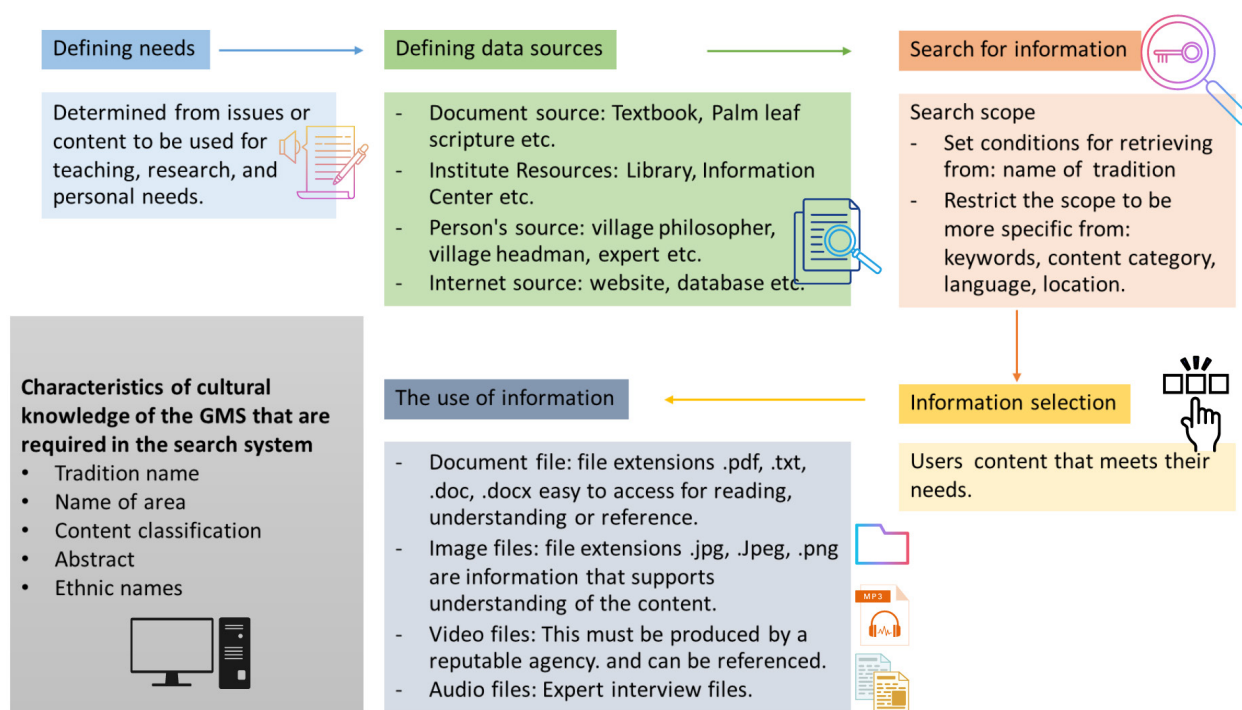 Defining needs
Determined from issues or
content to be used for
teaching, research, and
personal needs.
Defining data sources
- Document source: Textbook, Palm leaf
scripture etc.
- Institute Resources: Library, Information
Center etc.
- Person's source: village philosopher,
village headman, expert etc.
- Internet source: website, database etc.
Search for information
Search scope
- Set conditions for retrieving
from: name of tradition
- Restrict the scope to be
more specific from:
keywords, content category,
language, location.
Information selection
Users content that meets their
needs.
The use of information
- Document file: file extensions .pdf, .txt,
.doc, .docx easy to access for reading,
understanding or reference.
- Image files: file extensions .jpg, .Jpeg, .png
are information that supports
understanding of the content.
- Video files: This must be produced by a
reputable agency. and can be referenced.
- Audio files: Expert interview files.
MP3
Characteristics of cultural
knowledge of the GMS that are
required in the search system
• Tradition name
• Name of area
• Content classification
• Abstract
• Ethnic names